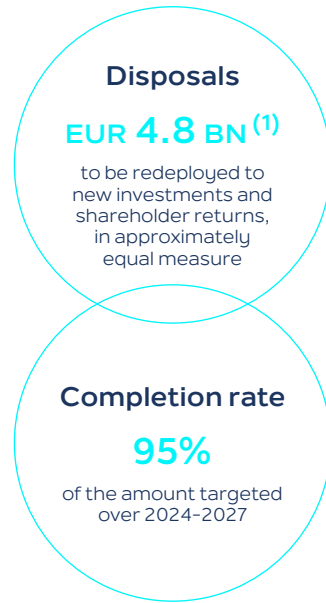 Disposals
EUR 4.8 BN (1)
to be redeployed to
new investments and
shareholder returns,
in approximately
equal measure
Completion rate
95%
of the amount targeted
over 2024-2027